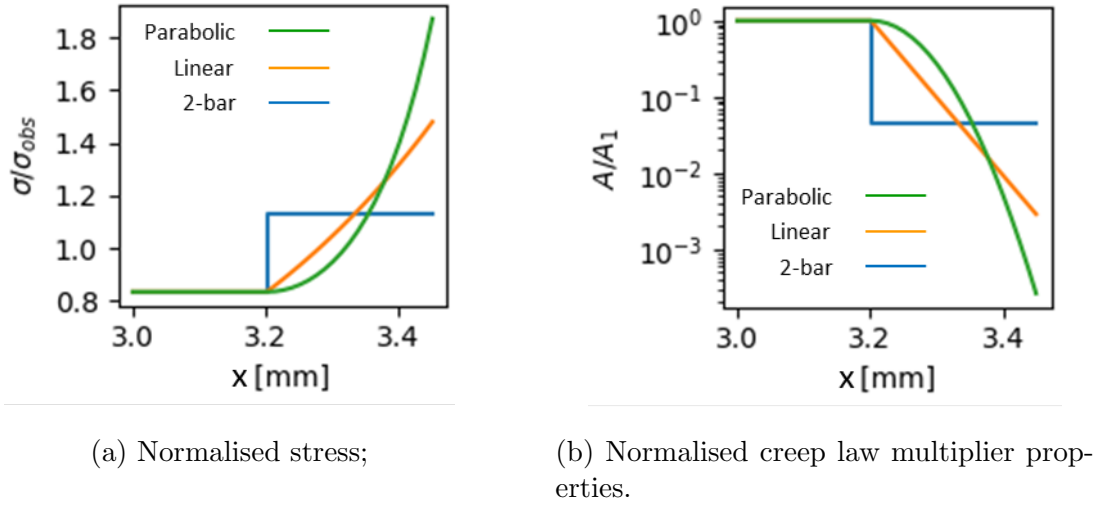 Parabolic
Linear
2-bar
1.8
1.6
1.4
1.2
1.0
0.8
σ/σobs
3.0 3.2 3.4
x [mm]
(a) Normalised stress;
10⁰
10⁻¹
10⁻²
10⁻³
A/A₁
Parabolic
Linear
2-bar
3.0 3.2 3.4
x [mm]
(b) Normalised creep law multiplier prop-
erties.